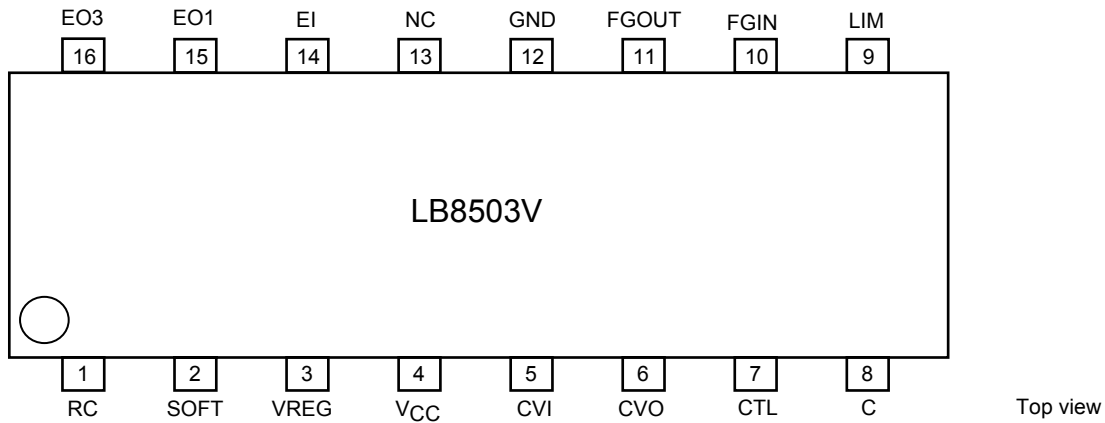 EO3 EO1 EI NC GND FGOUT FGIN LIM
16 15 14 13 12 11 10 9
LB8503V
1 2 3 4 5 6 7 8
RC SOFT VREG VCC CVI CVO CTL C Top view